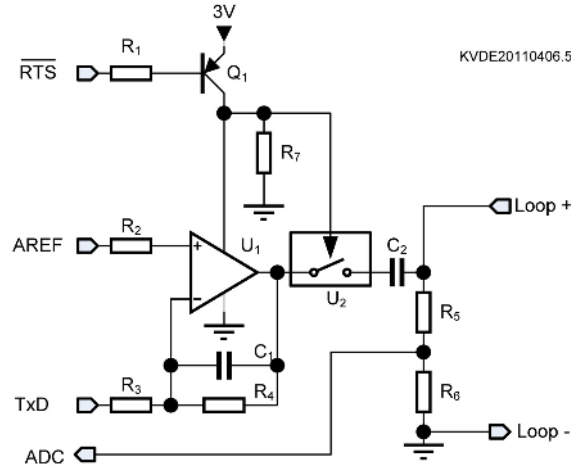 3V
R1
RTS
Q1
KVDE20110406.5
R7
Loop +
AREF
R2
+
U1
C2
U2
-
R5
C1
R3
R4
R6
TxD
ADC
Loop -